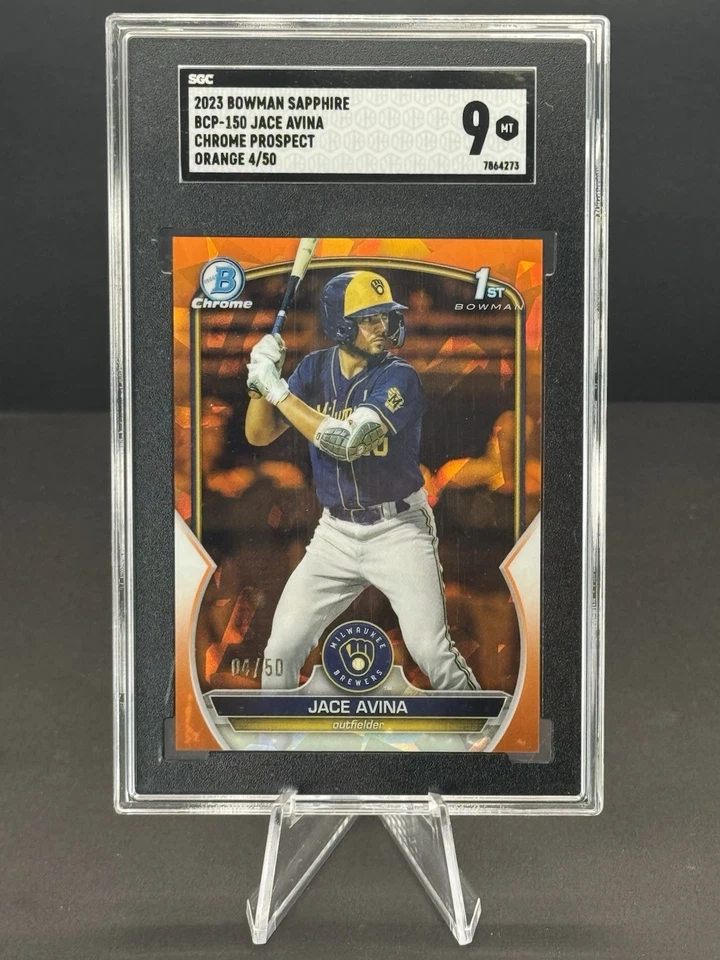 SGC
2023 BOWMAN SAPPHIRE
BCP-150 JACE AVINA
CHROME PROSPECT
ORANGE 4/50
9 MT
7864273
B
Chrome
1ST
BOWMAN
M
04/50
MILWAUKEE
BREWERS
JACE AVINA
outfielder